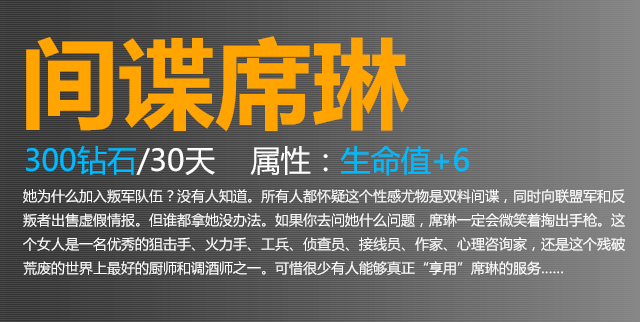 间谍席琳
300钻石/30天 属性：生命值+6
她为什么加入叛军队伍？没有人知道。所有人都怀疑这个性感尤物是双料间谍，同时向联盟军和反
叛者出售虚假情报。但谁都拿她没办法。如果你去问她什么问题，席琳一定会微笑着掏出手枪。这
个女人是一名优秀的狙击手、火力手、工兵、侦查员、接线员、作家、心理咨询家，还是这个残破
荒废的世界上最好的厨师和调酒师之一。可惜很少有人能够真正“享用”席琳的服务......